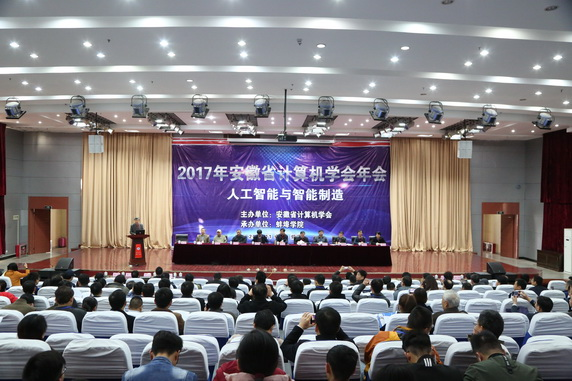 2017年安徽省计算机学会年会
人工智能与智能制造
主办单位：安徽省计算机学会
承办单位：蚌埠学院